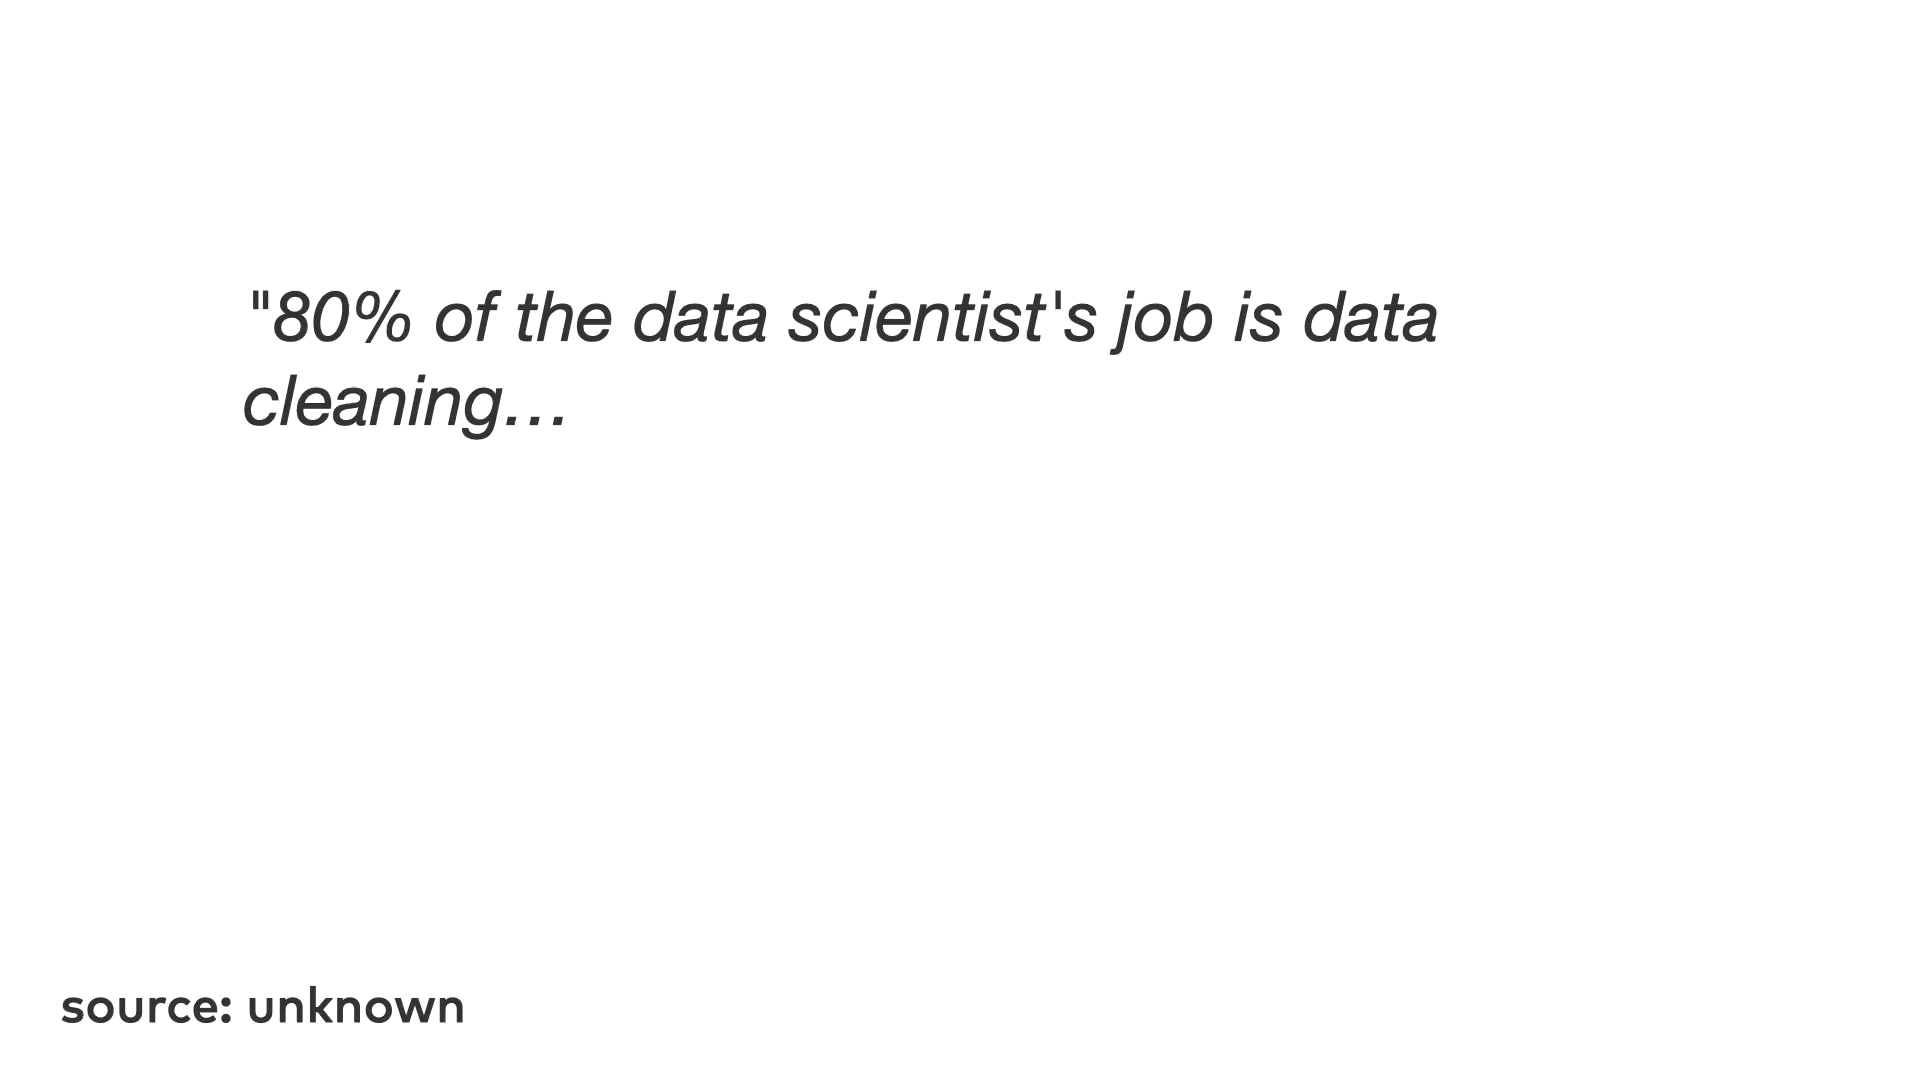 "80% of the data scientist's job is data
cleaning…
source: unknown